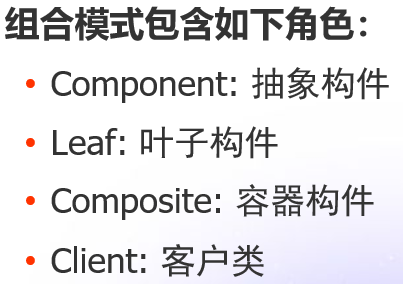 组合模式包含如下角色：
• Component: 抽象构件
• Leaf: 叶子构件
• Composite: 容器构件
• Client: 客户类